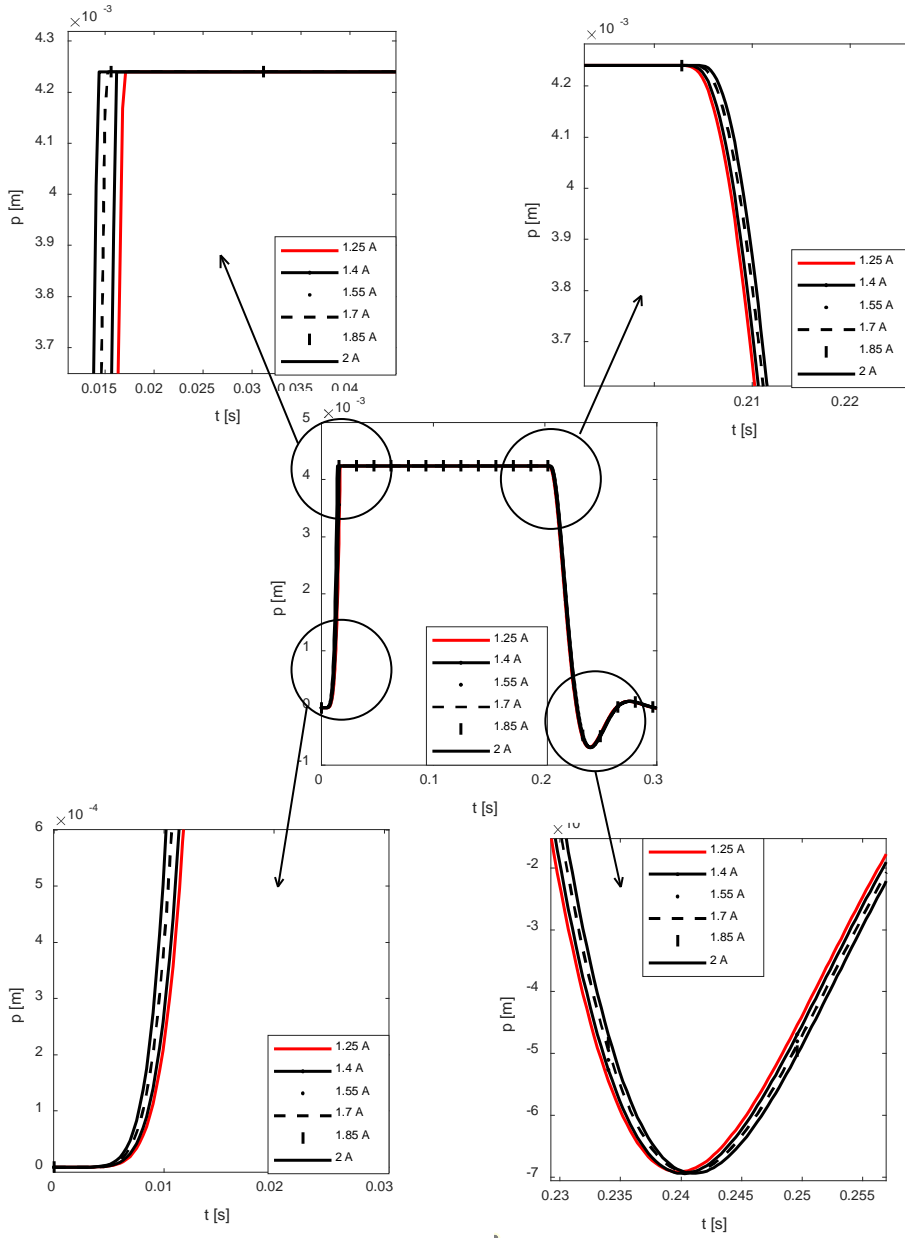 ×10 -3
4.3
4.2
4.1
4
3.9
3.8
3.7
p [m]
0.015 0.02 0.025 0.03 0.035 0.04
t [s]
1.25 A
1.4 A
1.55 A
1.7 A
1.85 A
2 A
×10 -3
4.2
4.1
4
3.9
3.8
3.7
p [m]
0.21 0.22
t [s]
1.25 A
1.4 A
1.55 A
1.7 A
1.85 A
2 A
×10 -3
5
4
3
2
1
0
-1
p [m]
0 0.1 0.2 0.3
t [s]
1.25 A
1.4 A
1.55 A
1.7 A
1.85 A
2 A
×10 -4
6
5
4
3
2
1
0
p [m]
0 0.01 0.02 0.03
t [s]
1.25 A
1.4 A
1.55 A
1.7 A
1.85 A
2 A
×10
-2
-3
-4
-5
-6
-7
p [m]
0.23 0.235 0.24 0.245 0.25 0.255
t [s]
1.25 A
1.4 A
1.55 A
1.7 A
1.85 A
2 A